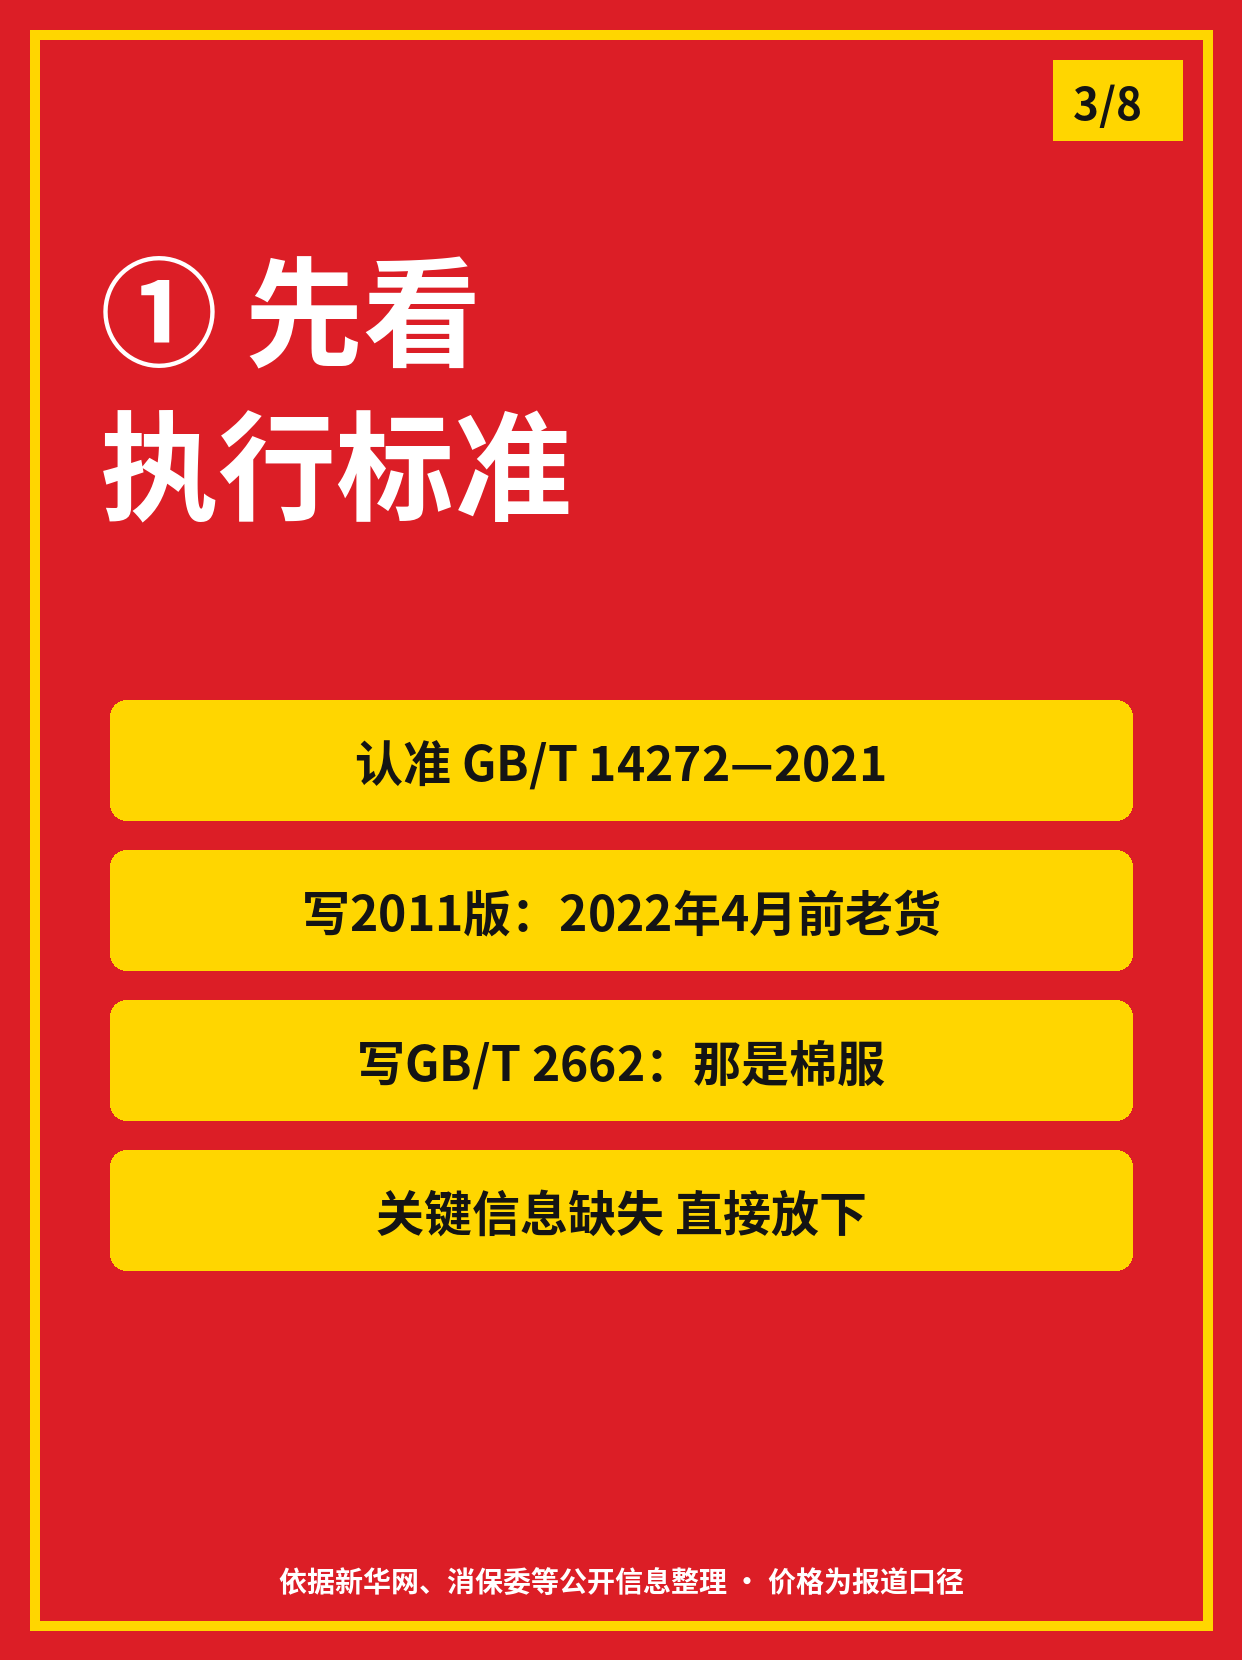 3/8
① 先看
执行标准
认准 GB/T 14272—2021
写2011版：2022年4月前老货
写GB/T 2662：那是棉服
关键信息缺失 直接放下
依据新华网、消保委等公开信息整理 · 价格为报道口径